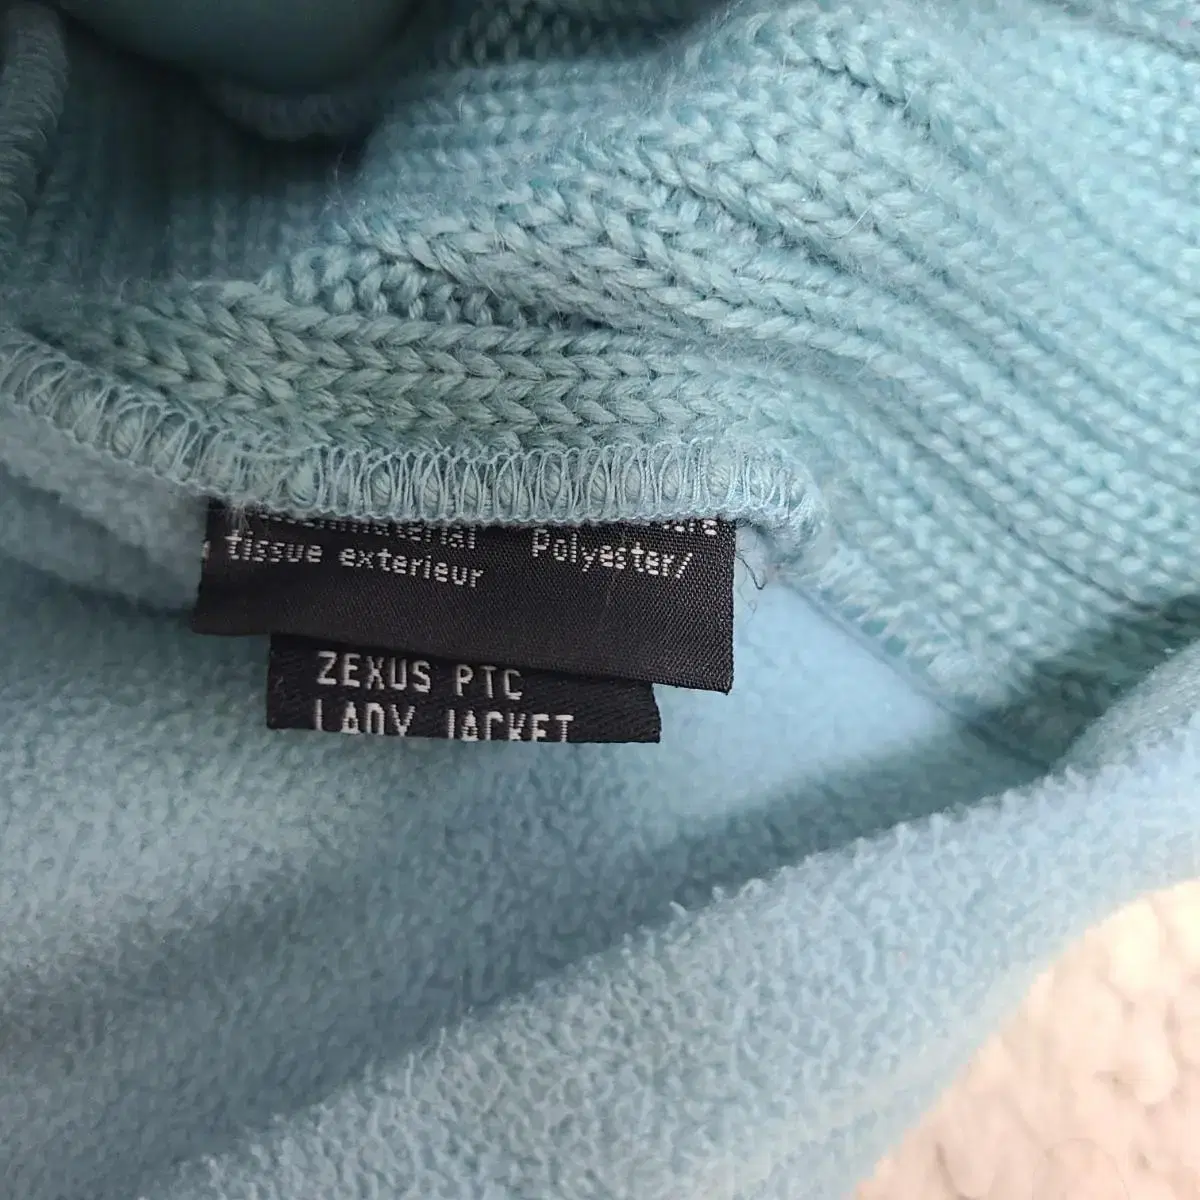 tissue exterieur Polyester/
ZEXUS PTC
LADY JACKET